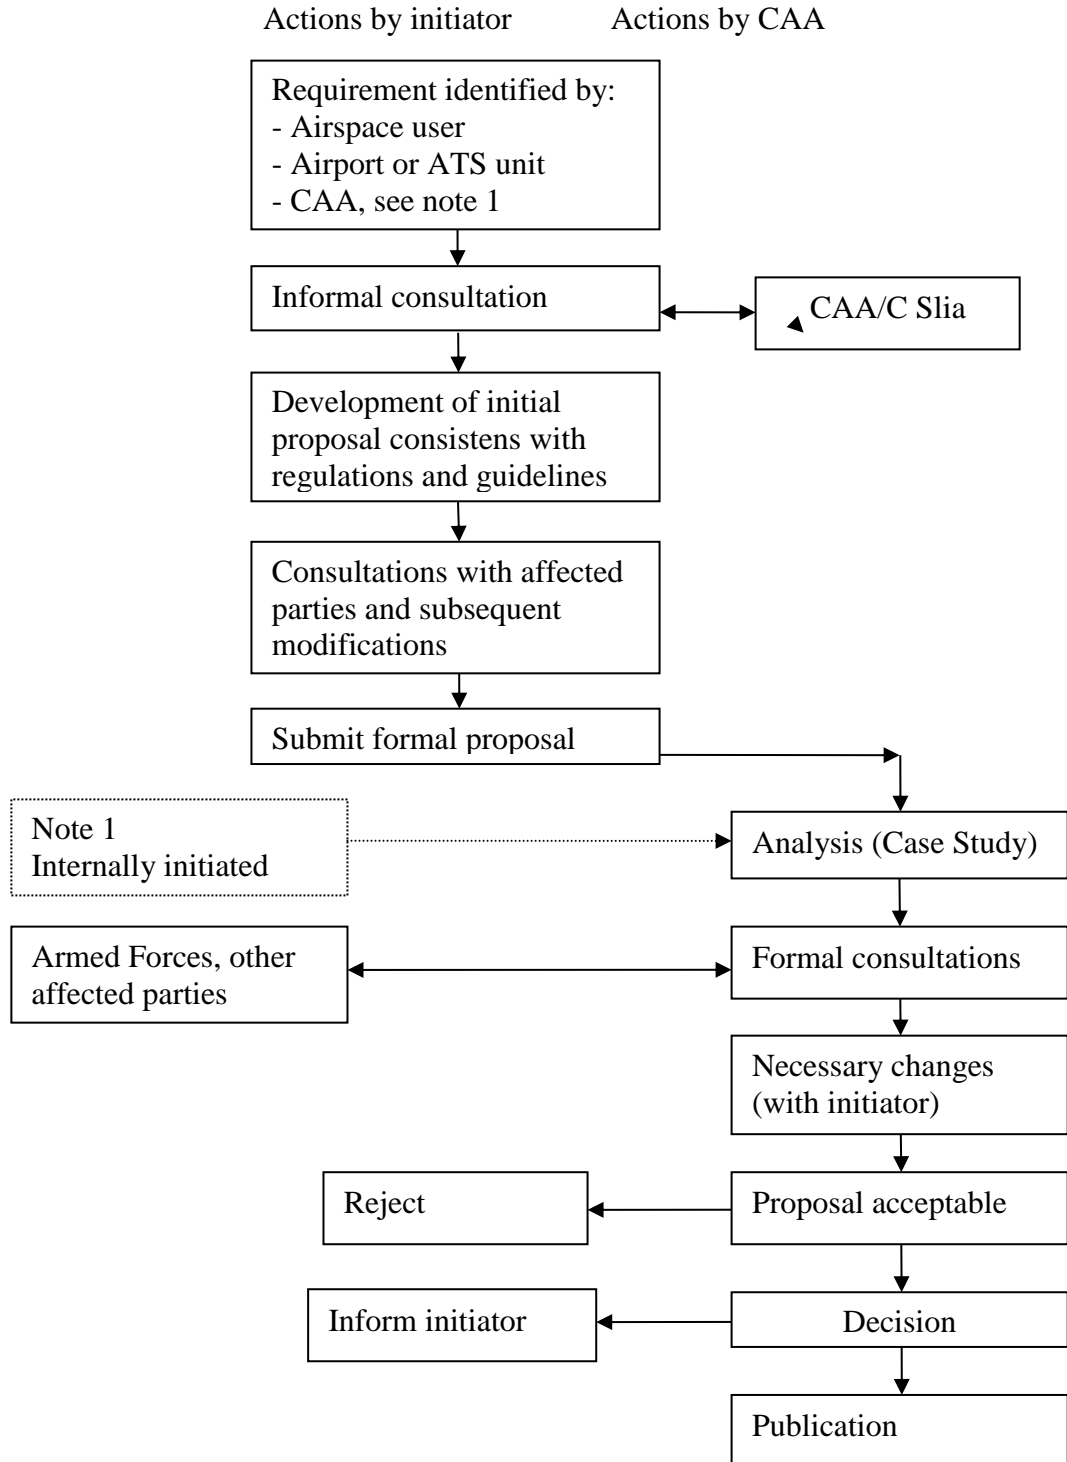 Actions by initiator
Actions by CAA
Requirement identified by:
- Airspace user
- Airport or ATS unit
- CAA, see note 1
Informal consultation
CAA/C Slia
Development of initial
proposal consistens with
regulations and guidelines
Consultations with affected
parties and subsequent
modifications
Submit formal proposal
Note 1
Internally initiated
Analysis (Case Study)
Armed Forces, other
affected parties
Formal consultations
Necessary changes
(with initiator)
Reject
Proposal acceptable
Inform initiator
Decision
Publication